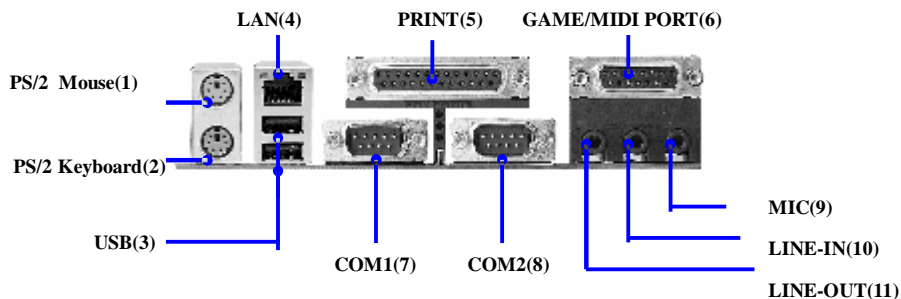 LAN(4) PRINT(5) GAME/MIDI PORT(6)
PS/2 Mouse(1)
PS/2 Keyboard(2)
USB(3)
COM1(7) COM2(8)
MIC(9)
LINE-IN(10)
LINE-OUT(11)